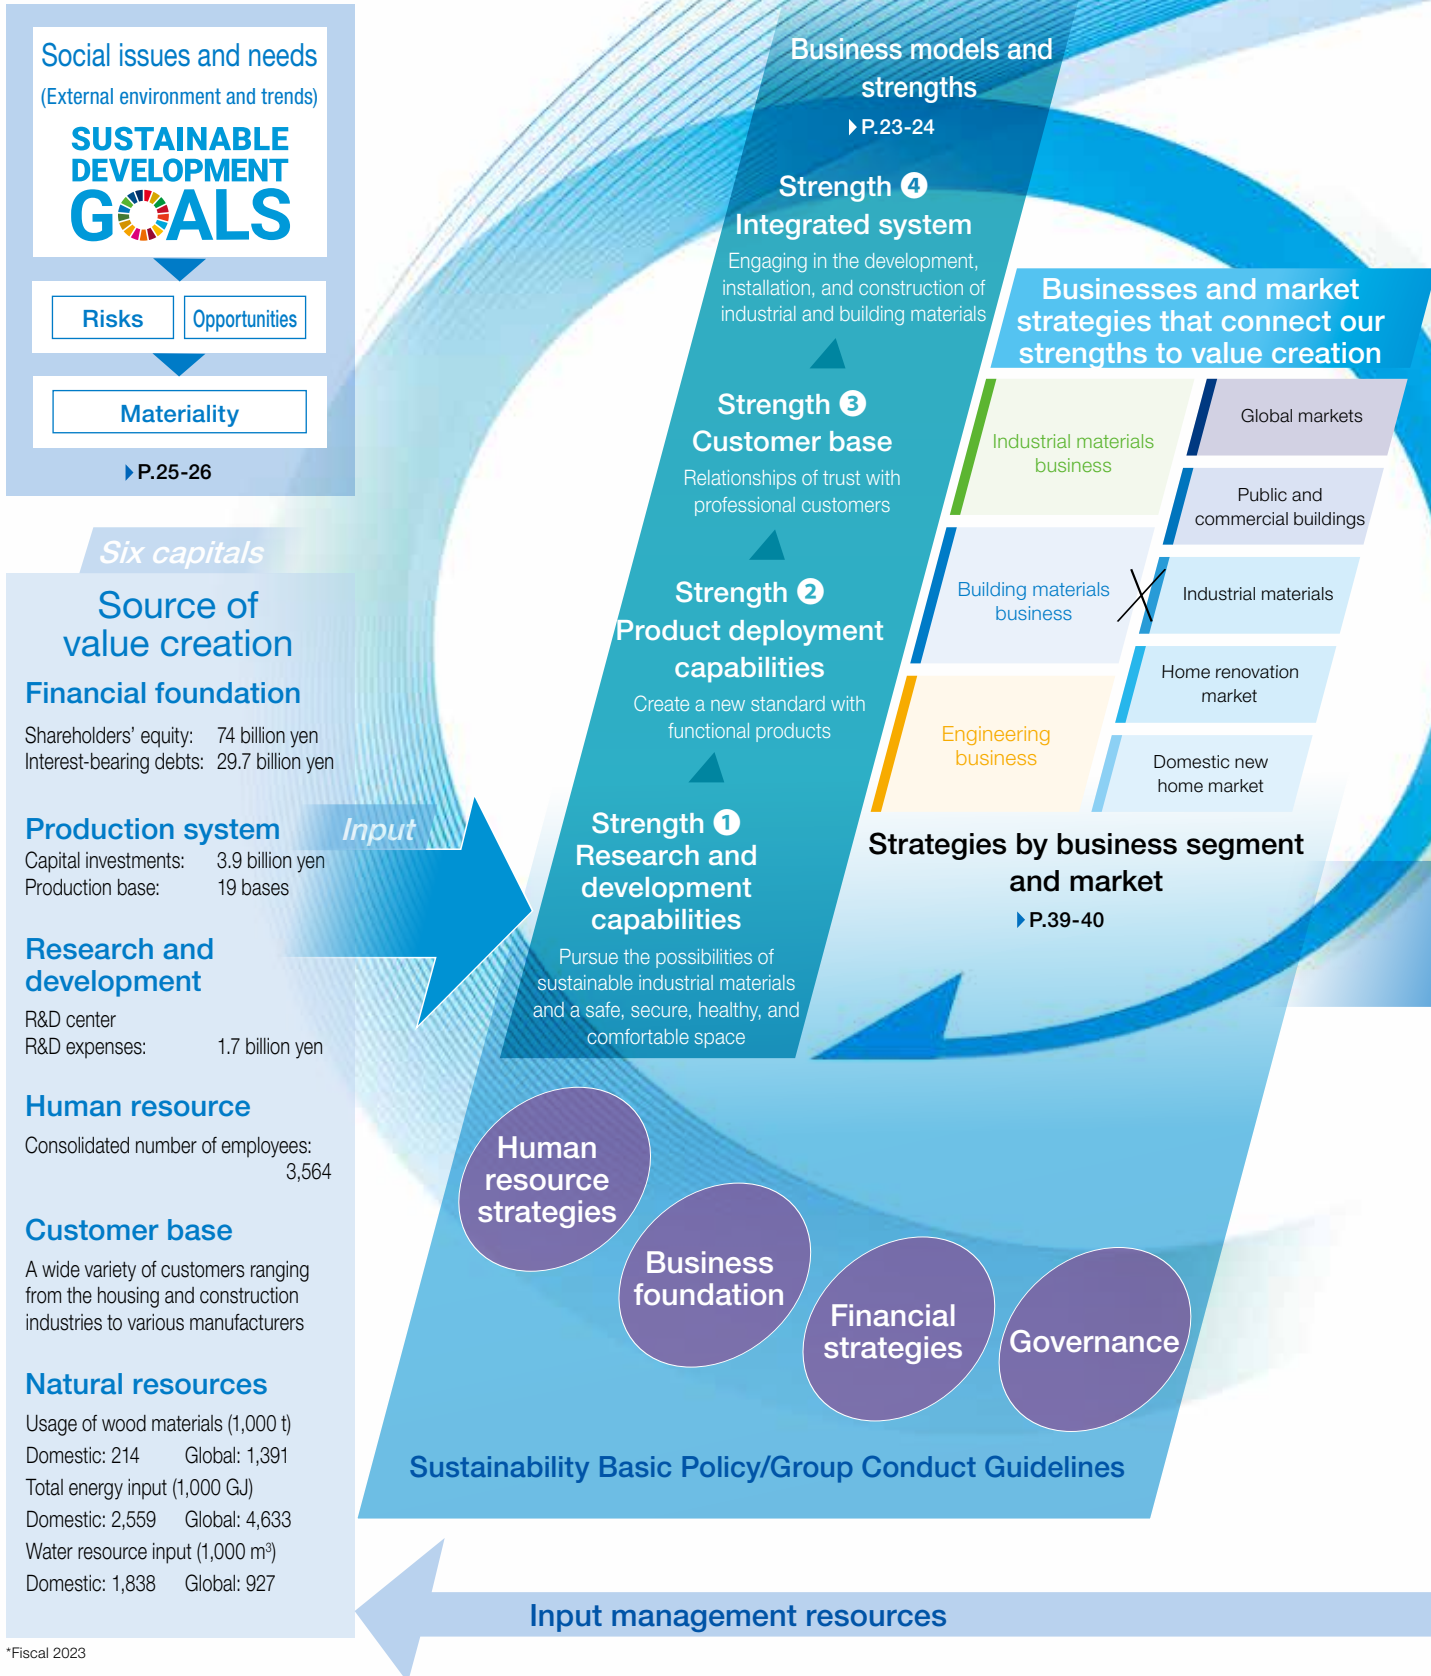 Social issues and needs
(External environment and trends)
SUSTAINABLE
DEVELOPMENT
GOALS
Risks
Opportunities
Materiality
P.25-26
Six capitals
Source of
value creation
Financial foundation
Shareholders' equity: 74 billion yen
Interest-bearing debts: 29.7 billion yen
Production system
Capital investments: 3.9 billion yen
Production base: 19 bases
Research and
development
R&D center
R&D expenses: 1.7 billion yen
Human resource
Consolidated number of employees:
3,564
Customer base
A wide variety of customers ranging
from the housing and construction
industries to various manufacturers
Natural resources
Usage of wood materials (1,000 t)
Domestic: 214 Global: 1,391
Total energy input (1,000 GJ)
Domestic: 2,559 Global: 4,633
Water resource input (1,000 m³)
Domestic: 1,838 Global: 927
*Fiscal 2023
Input
Business models and
strengths
P.23-24
Strength 4
Integrated system
Engaging in the development,
installation, and construction of
industrial and building materials
Strength 3
Customer base
Relationships of trust with
professional customers
Strength 2
Product deployment
capabilities
Create a new standard with
functional products
Strength 1
Research and
development
capabilities
Pursue the possibilities of
sustainable industrial materials
and a safe, secure, healthy, and
comfortable space
Businesses and market
strategies that connect our
strengths to value creation
Industrial materials
business
Building materials
business
Engineering
business
Global markets
Public and
commercial buildings
Industrial materials
Home renovation
market
Domestic new
home market
Strategies by business segment
and market
P.39-40
Human
resource
strategies
Business
foundation
Financial
strategies
Governance
Sustainability Basic Policy/Group Conduct Guidelines
Input management resources